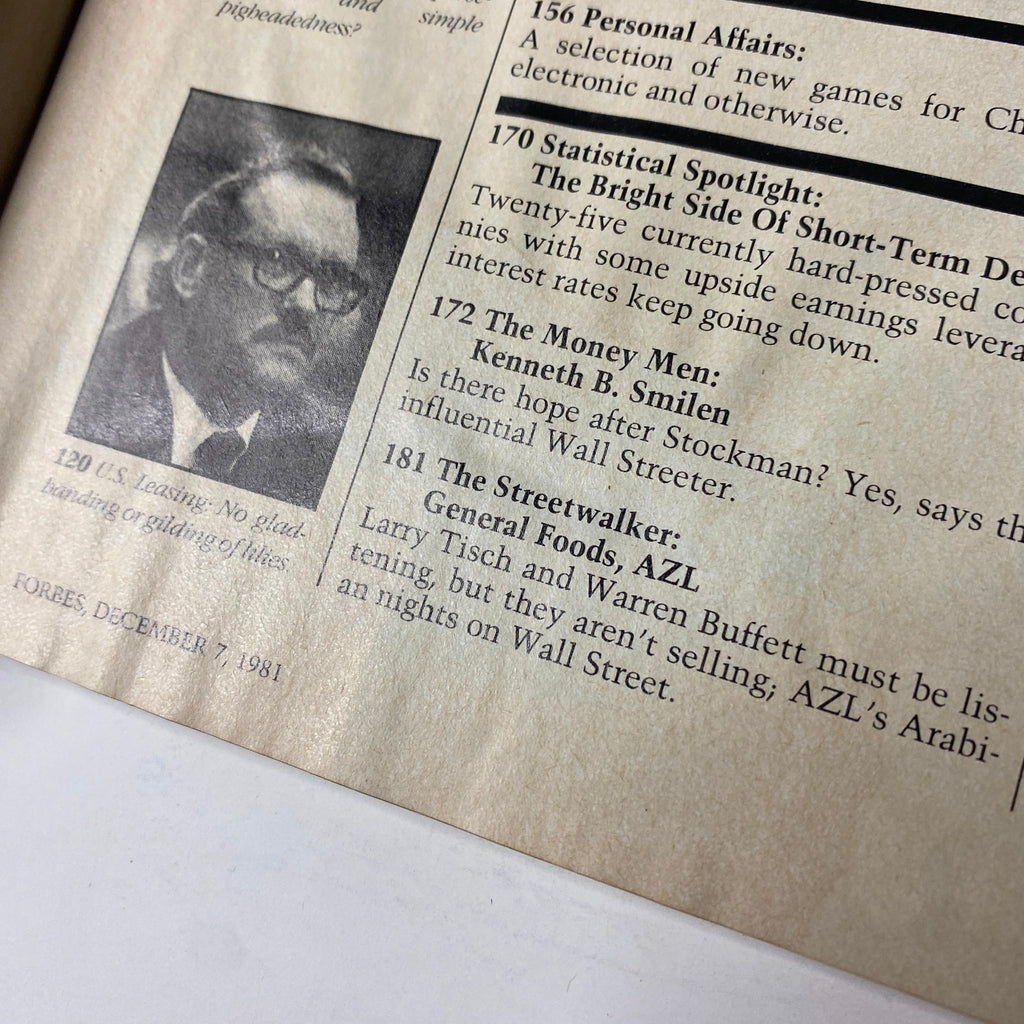 and simple
pigheadedness?
120 U.S. Leasing: No glad-
handing or gilding of lilies
FORBES, DECEMBER 7, 1981
156 Personal Affairs:
A selection of new games for Ch
electronic and otherwise.
170 Statistical Spotlight:
The Bright Side Of Short-Term De
Twenty-five currently hard-pressed co
nies with some upside earnings levera
interest rates keep going down.
172 The Money Men:
Kenneth B. Smilen
Is there hope after Stockman? Yes, says th
influential Wall Streeter.
181 The Streetwalker:
General Foods, AZL
Larry Tisch and Warren Buffett must be lis-
tening, but they aren't selling; AZL's Arabi-
an nights on Wall Street.